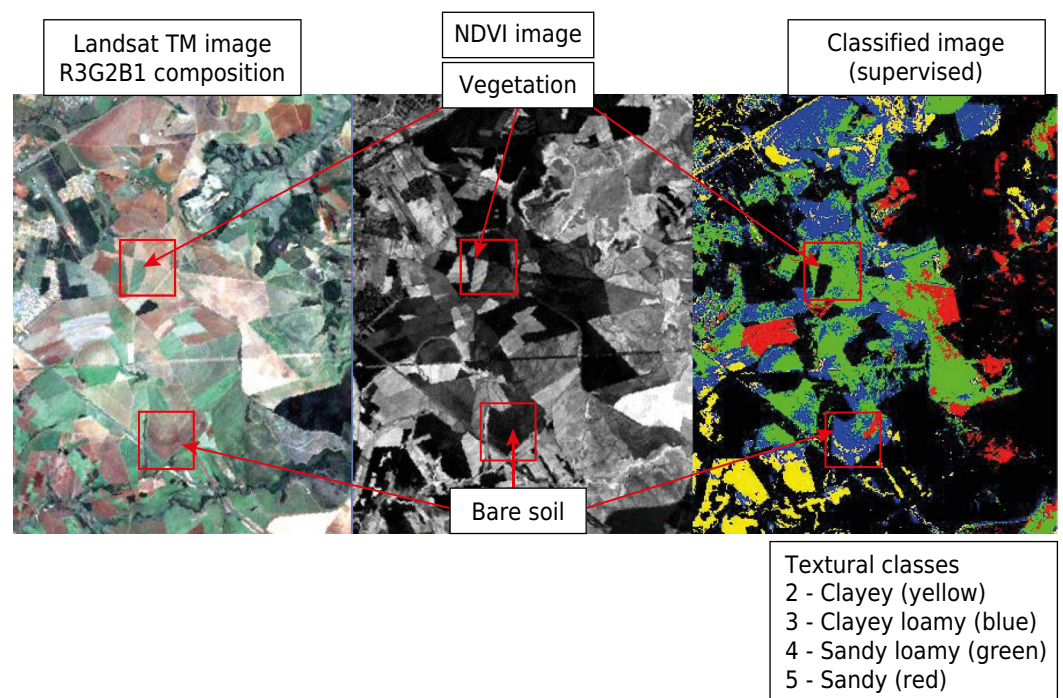 Landsat TM image
R3G2B1 composition
NDVI image
Vegetation
Classified image
(supervised)
Bare soil
Textural classes
2 - Clayey (yellow)
3 - Clayey loamy (blue)
4 - Sandy loamy (green)
5 - Sandy (red)